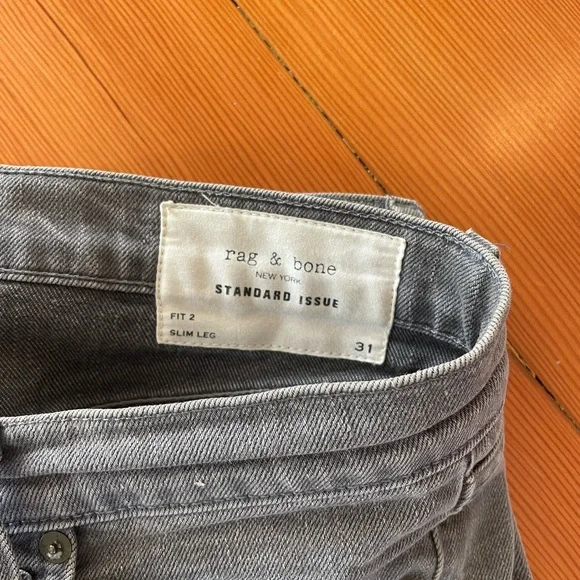 rag & bone
NEW YORK
STANDARD ISSUE
FIT 2
SLIM LEG
31